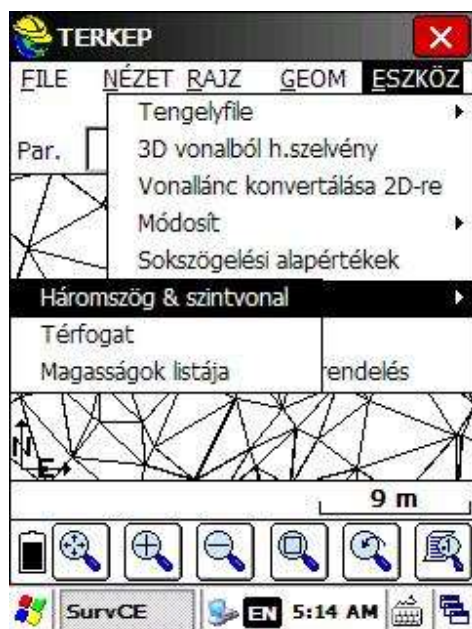 TERKEP
FILE NÉZET RAJZ GEOM ESZKÖZ
Tengelyfile
Par.
3D vonalból h.szelvény
Vonallánc konvertálása 2D-re
Módosít
Sokszögelési alapértékek
Háromszög & szintvonal
Térfogat
Magasságok listája
rendelés
N
E
9 m
SurvCE EN 5:14 AM